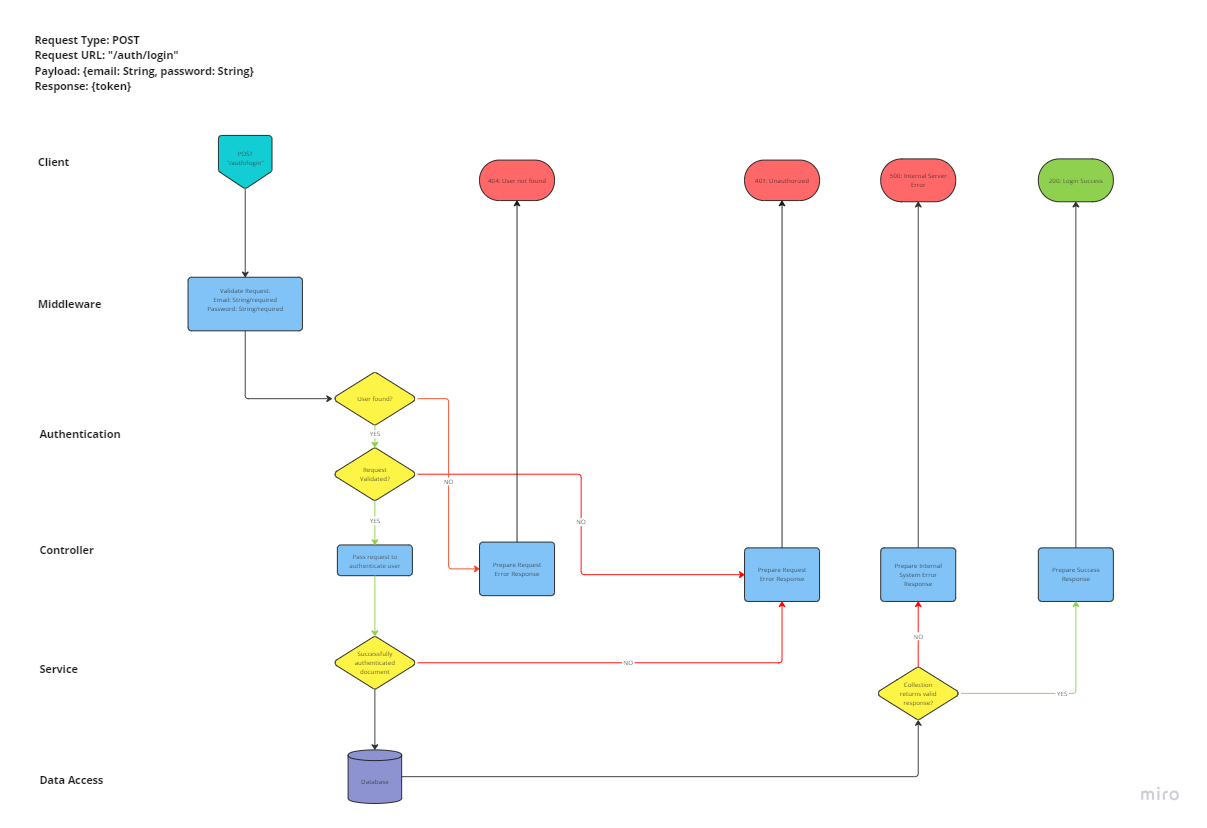 Request Type: POST
Request URL: "/auth/login"
Payload: {email: String, password: String}
Response: {token}
Client
POST
"/auth/login"
404: User not found
401: Unauthorized
500: Internal Server
Error
200: Login Success
Middleware
Validate Request:
Email: String/required
Password: String/required
User found?
Authentication
YES
Request
Validated?
NO
YES
NO
Controller
Pass request to
authenticate user
Prepare Request
Error Response
Prepare Request
Error Response
Prepare Internal
System Error
Response
Prepare Success
Response
Service
Successfully
authenticated
document
NO
NO
Collection
returns valid
response?
YES
Data Access
Database
miro